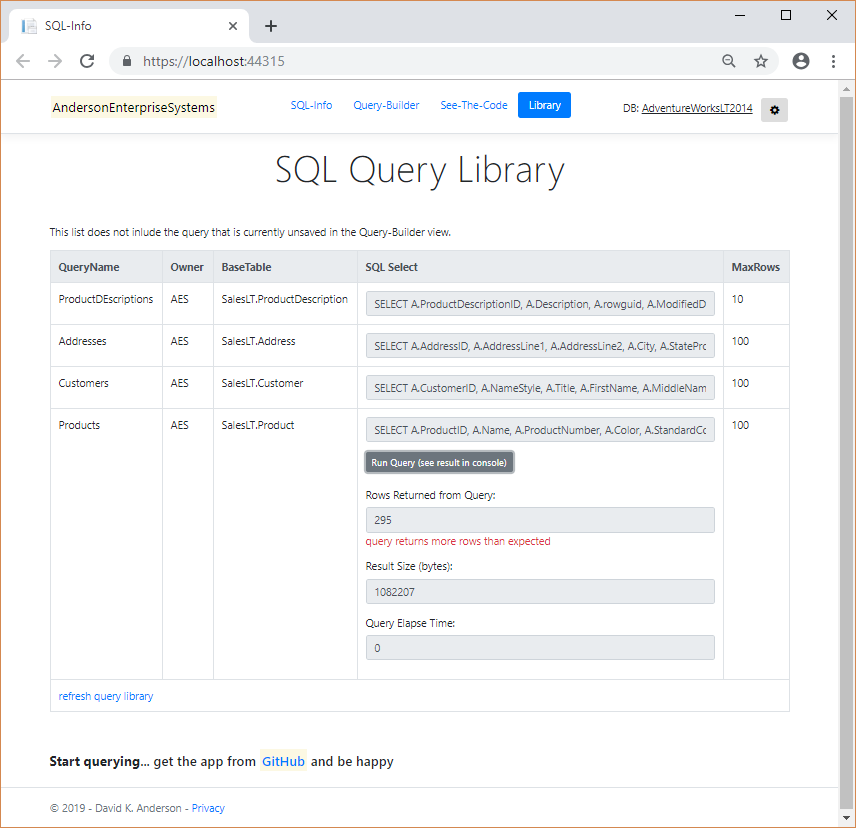 SQL-Info
https://localhost:44315
AndersonEnterpriseSystems SQL-Info Query-Builder See-The-Code Library DB: AdventureWorksLT2014
SQL Query Library
This list does not inlude the query that is currently unsaved in the Query-Builder view.
QueryName Owner BaseTable SQL Select MaxRows
ProductDEscriptions AES SalesLT.ProductDescription SELECT A.ProductDescriptionID, A.Description, A.rowguid, A.ModifiedD 10
Addresses AES SalesLT.Address SELECT A.AddressID, A.AddressLine1, A.AddressLine2, A.City, A.StatePro 100
Customers AES SalesLT.Customer SELECT A.CustomerID, A.NameStyle, A.Title, A.FirstName, A.MiddleNam 100
Products AES SalesLT.Product SELECT A.ProductID, A.Name, A.ProductNumber, A.Color, A.StandardCo 100
Run Query (see result in console)
Rows Returned from Query:
295
query returns more rows than expected
Result Size (bytes):
1082207
Query Elapse Time:
0
refresh query library
Start querying... get the app from GitHub and be happy
© 2019 - David K. Anderson - Privacy